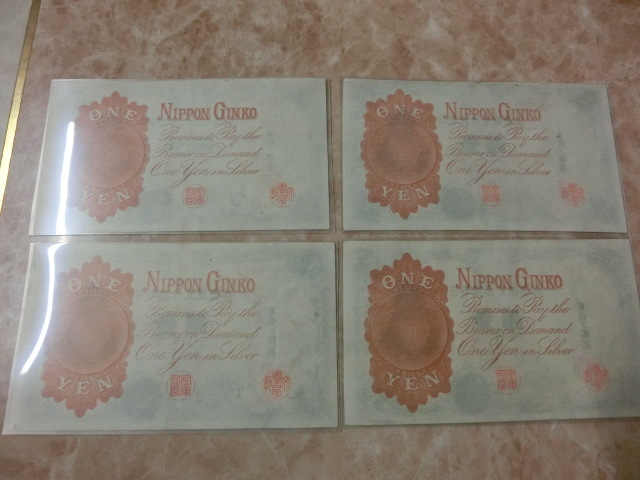 ONE
YEN
NIPPON GINKO
Promises to Pay the
Bearer on Demand
One Yen in Silver
ONE
YEN
NIPPON GINKO
Promises to Pay the
Bearer on Demand
One Yen in Silver
ONE
YEN
NIPPON GINKO
Promises to Pay the
Bearer on Demand
One Yen in Silver
ONE
YEN
NIPPON GINKO
Promises to Pay the
Bearer on Demand
One Yen in Silver